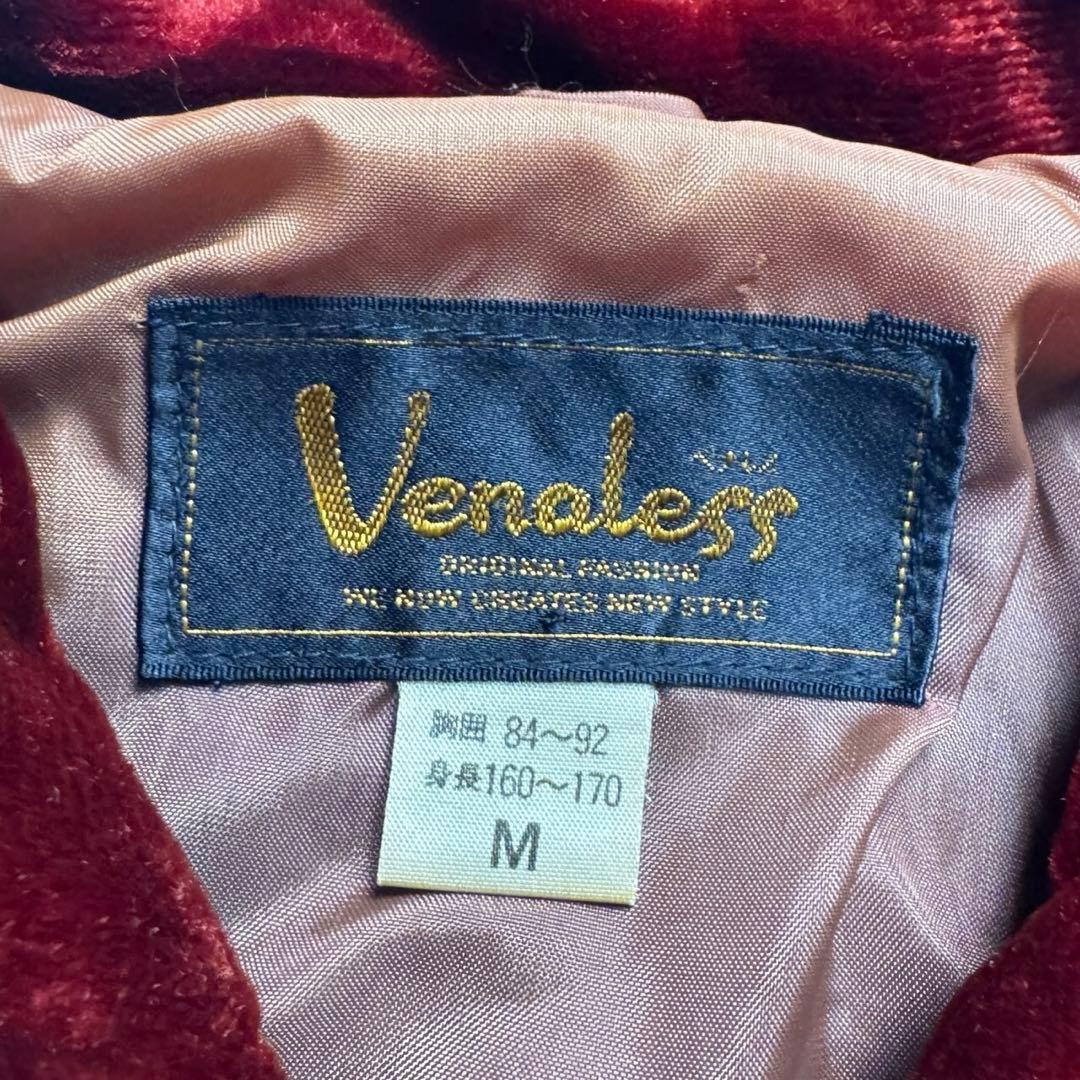 Venaless
ORIGINAL FASHION
WE NOW CREATES NEW STYLE
胸囲 84～92
身長160～170
M